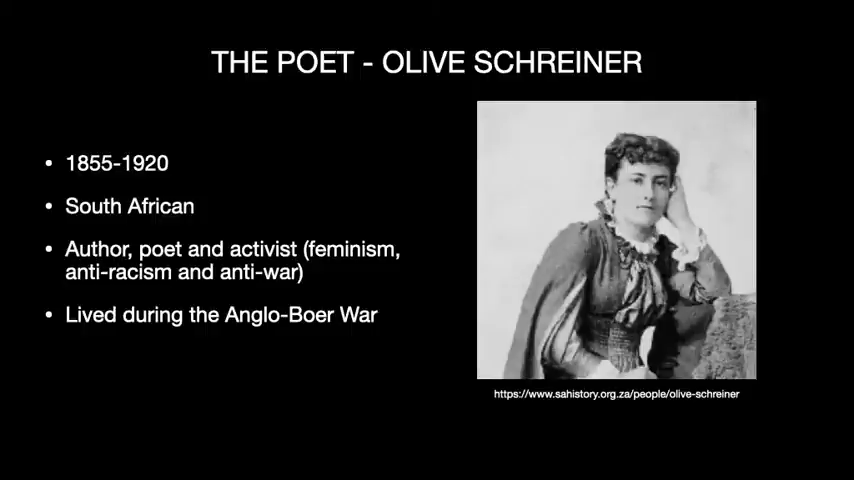 THE POET - OLIVE SCHREINER
• 1855-1920
• South African
• Author, poet and activist (feminism,
anti-racism and anti-war)
• Lived during the Anglo-Boer War
https://www.sahistory.org.za/people/olive-schreiner